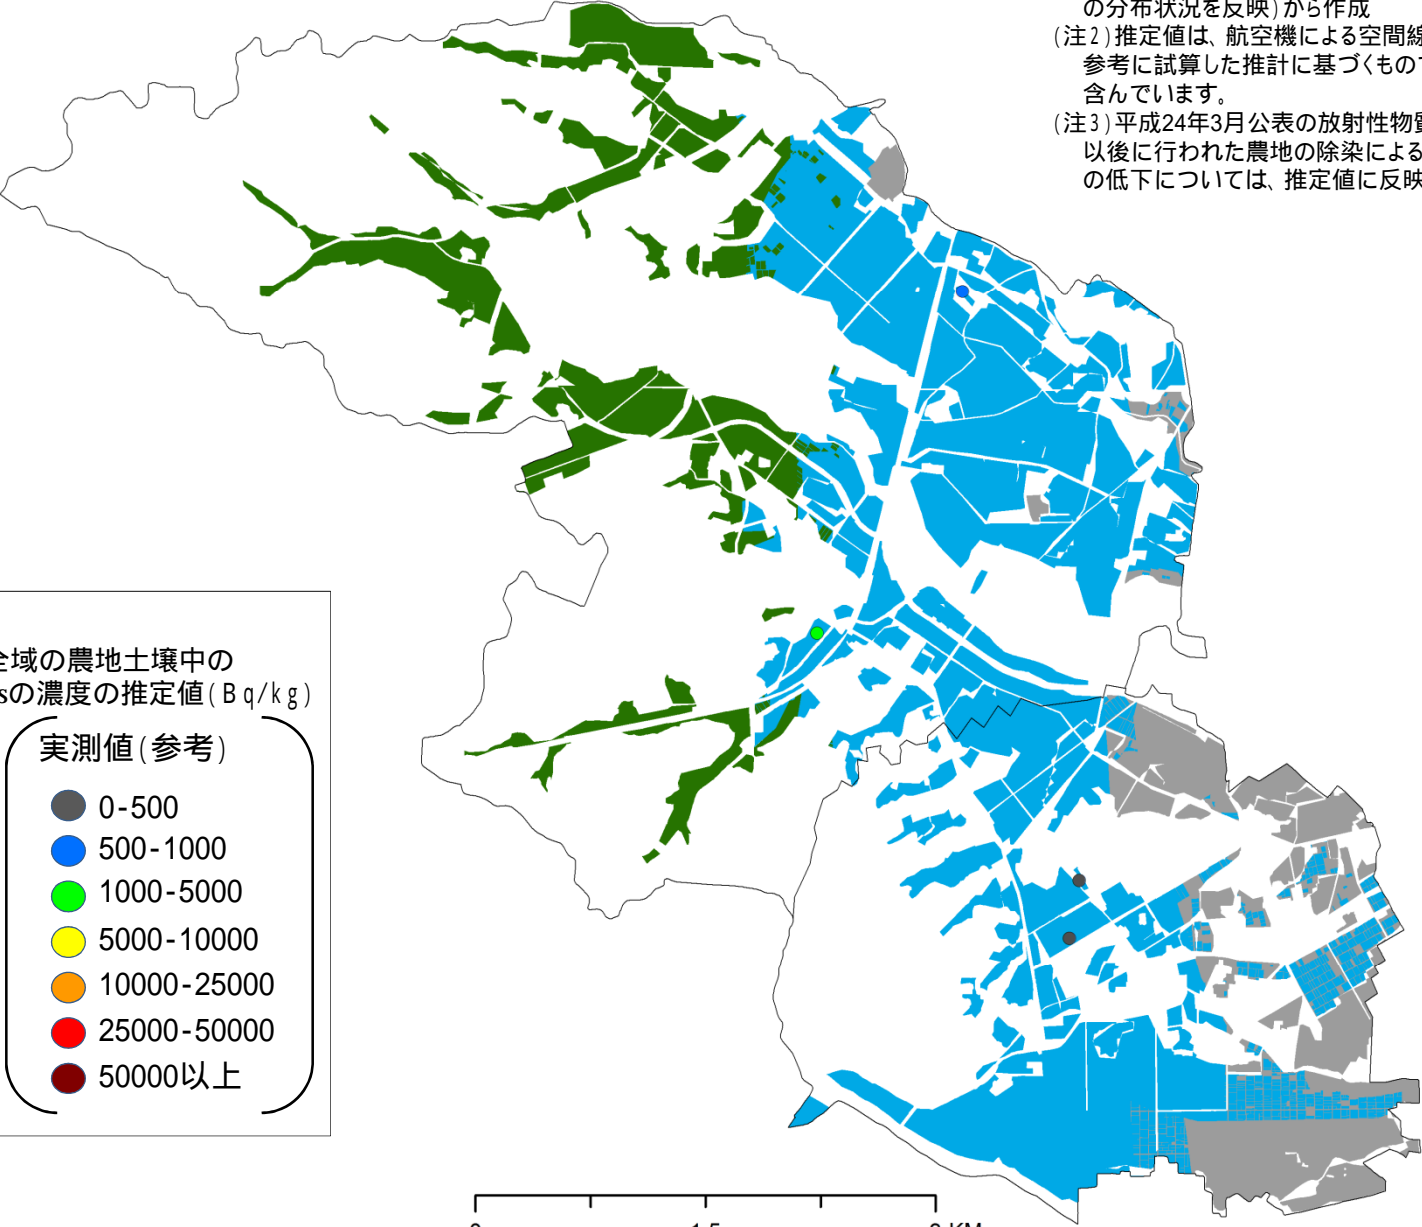 の分布状況を反映)から作成
(注2)推定値は、航空機による空間線
参考に試算した推計に基づくもので
含んでいます。
(注3)平成24年3月公表の放射性物質
以後に行われた農地の除染による
の低下については、推定値に反映
全域の農地土壌中の
sの濃度の推定値(Bq/kg)
実測値(参考)
0-500
500-1000
1000-5000
5000-10000
10000-25000
25000-50000
50000以上
0 1.5 3 KM